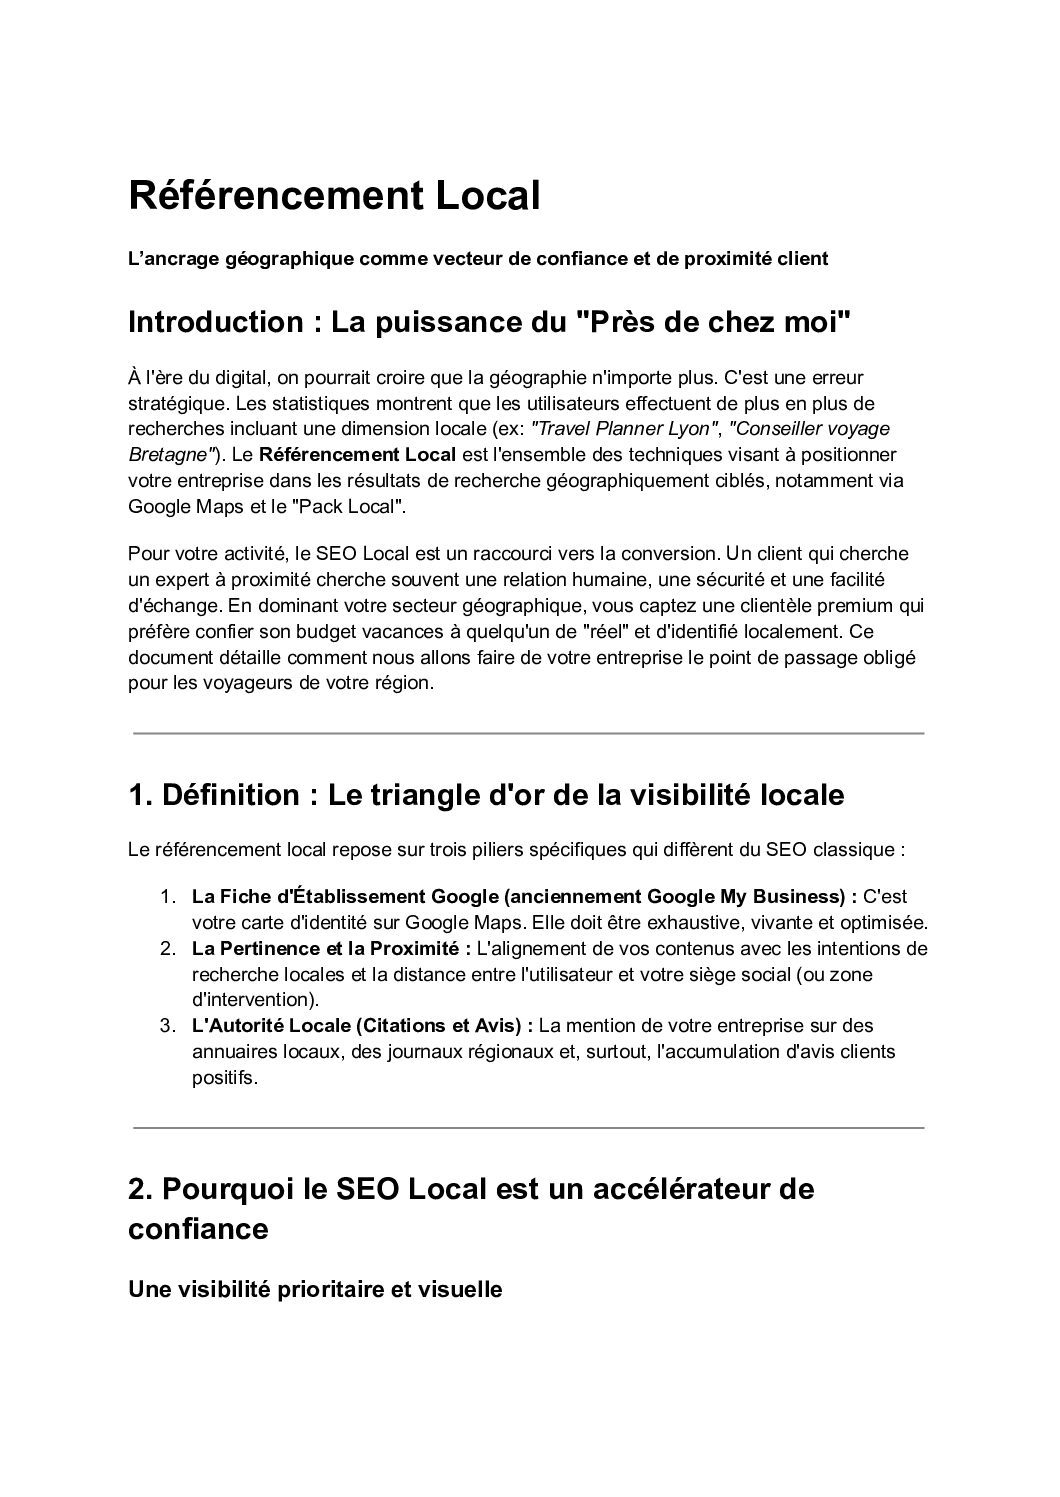 Référencement Local
L’ancrage géographique comme vecteur de confiance et de proximité client
Introduction : La puissance du "Près de chez moi"
À l'ère du digital, on pourrait croire que la géographie n'importe plus. C'est une erreur
stratégique. Les statistiques montrent que les utilisateurs effectuent de plus en plus de
recherches incluant une dimension locale (ex: "Travel Planner Lyon", "Conseiller voyage
Bretagne"). Le Référencement Local est l'ensemble des techniques visant à positionner
votre entreprise dans les résultats de recherche géographiquement ciblés, notamment via
Google Maps et le "Pack Local".
Pour votre activité, le SEO Local est un raccourci vers la conversion. Un client qui cherche
un expert à proximité cherche souvent une relation humaine, une sécurité et une facilité
d'échange. En dominant votre secteur géographique, vous captez une clientèle premium qui
préfère confier son budget vacances à quelqu'un de "réel" et d'identifié localement. Ce
document détaille comment nous allons faire de votre entreprise le point de passage obligé
pour les voyageurs de votre région.
1. Définition : Le triangle d'or de la visibilité locale
Le référencement local repose sur trois piliers spécifiques qui diffèrent du SEO classique :
1. La Fiche d'Établissement Google (anciennement Google My Business) : C'est
votre carte d'identité sur Google Maps. Elle doit être exhaustive, vivante et optimisée.
2. La Pertinence et la Proximité : L'alignement de vos contenus avec les intentions de
recherche locales et la distance entre l'utilisateur et votre siège social (ou zone
d'intervention).
3. L'Autorité Locale (Citations et Avis) : La mention de votre entreprise sur des
annuaires locaux, des journaux régionaux et, surtout, l'accumulation d'avis clients
positifs.
2. Pourquoi le SEO Local est un accélérateur de
confiance
Une visibilité prioritaire et visuelle